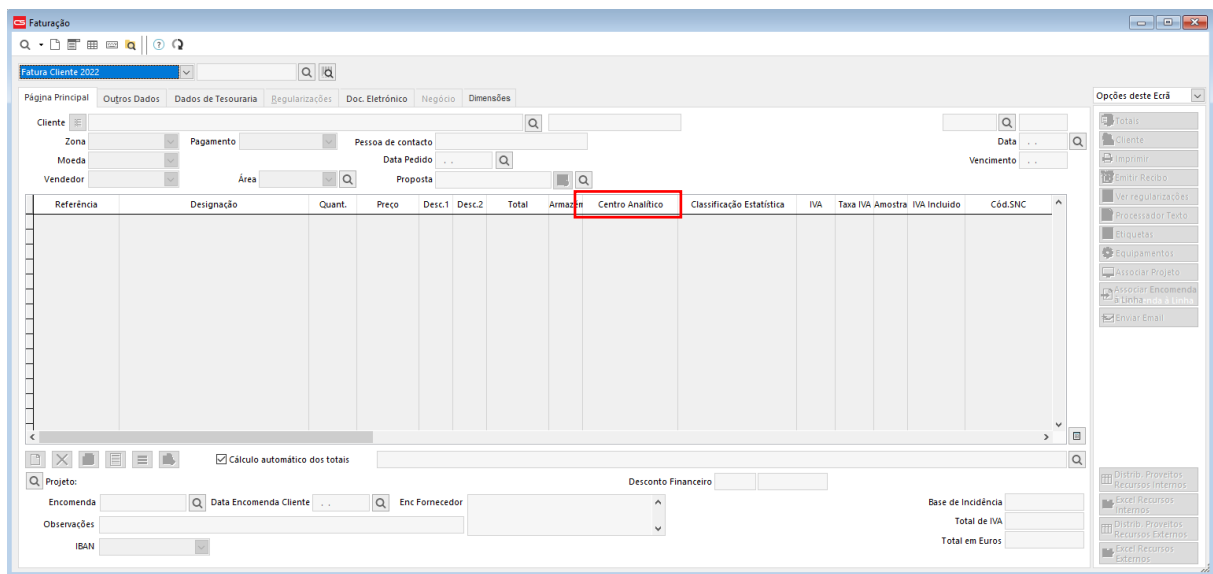 cs Faturação
Fatura Cliente 2022
Página Principal Outros Dados Dados de Tesouraria Regularizações Doc. Eletrónico Negócio Dimensões
Opções deste Ecrã
Cliente
Zona Pagamento Pessoa de contacto Data . .
Moeda Data Pedido . . Vencimento . .
Vendedor Área Proposta
Referência Designação Quant. Preço Desc.1 Desc.2 Total Armazen Centro Analítico Classificação Estatística IVA Taxa IVA Amostra IVA Incluido Cód.SNC
Totais
Cliente
Imprimir
Emitir Recibo
Ver regularizações
Processador Texto
Etiquetas
Equipamentos
Associar Projeto
Associar Encomenda
à Linha
Enviar Email
Cálculo automático dos totais
Projeto: Desconto Financeiro
Encomenda Data Encomenda Cliente . . Enc Fornecedor Base de Incidência
Observações Total de IVA
IBAN Total em Euros
Distrib. Proveitos
Recursos Internos
Excel Recursos
Internos
Distrib. Proveitos
Recursos Externos
Excel Recursos
Externos